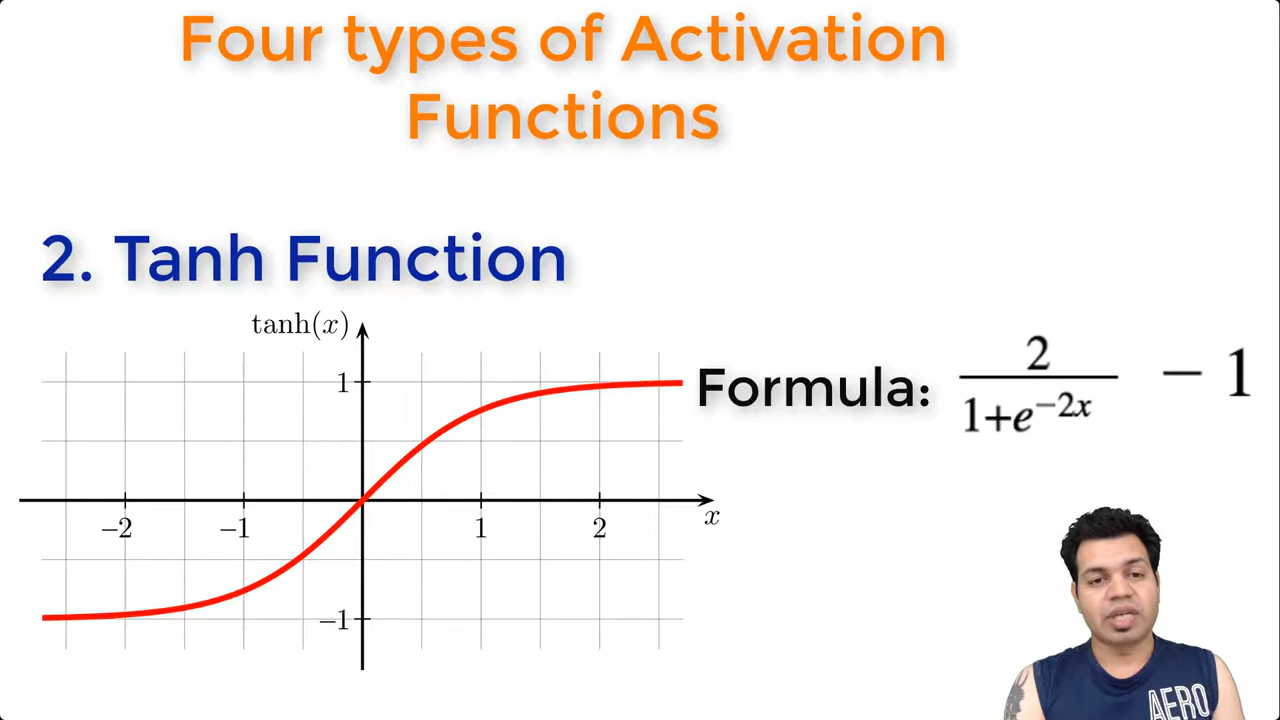 Four types of Activation
Functions
2. Tanh Function
tanh(x)
1
Formula: 2/(1+e^{-2x}) - 1
-2 -1 1 2
x
-1
AERO